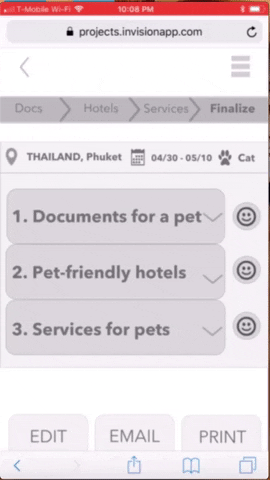 T-Mobile Wi-Fi 10:08 PM
projects.invisionapp.com
Docs Hotels Services Finalize
THAILAND, Phuket 04/30 - 05/10 Cat
1. Documents for a pet
2. Pet-friendly hotels
3. Services for pets
EDIT EMAIL PRINT